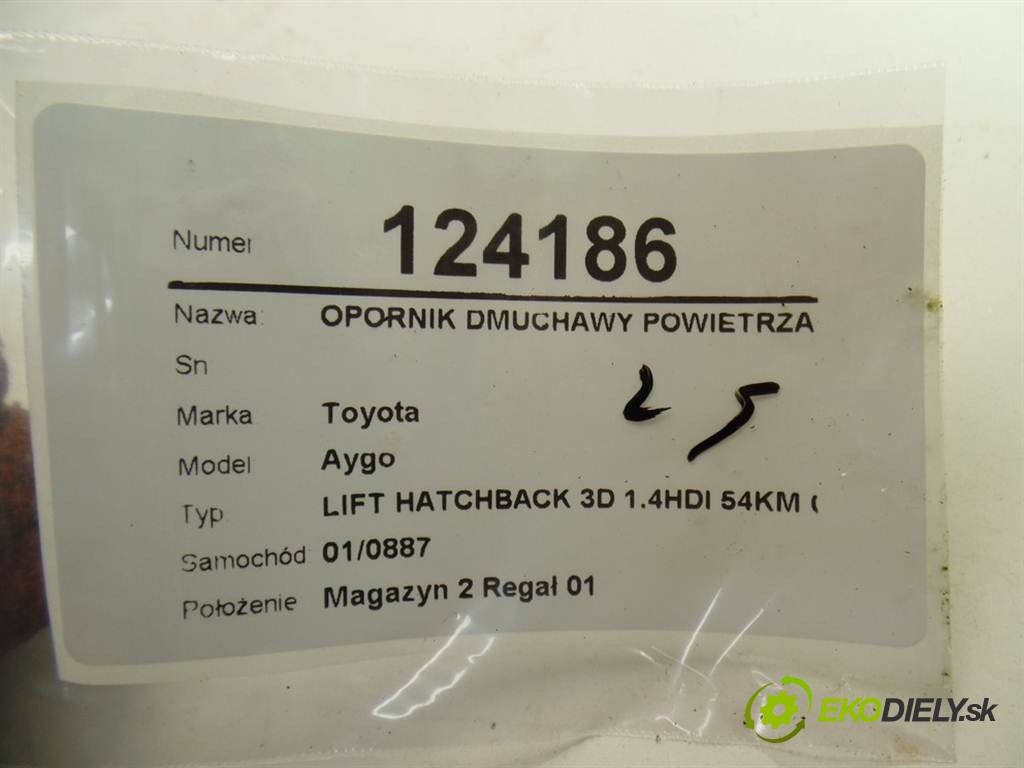 Numer 124186
Nazwa: OPORNIK DMUCHAWY POWIETRZA
Sn
25
Marka Toyota
Model Aygo
Typ LIFT HATCHBACK 3D 1.4HDI 54KM (
Samochód: 01/0887
Położenie Magazyn 2 Regał 01
EKODIELY.sk